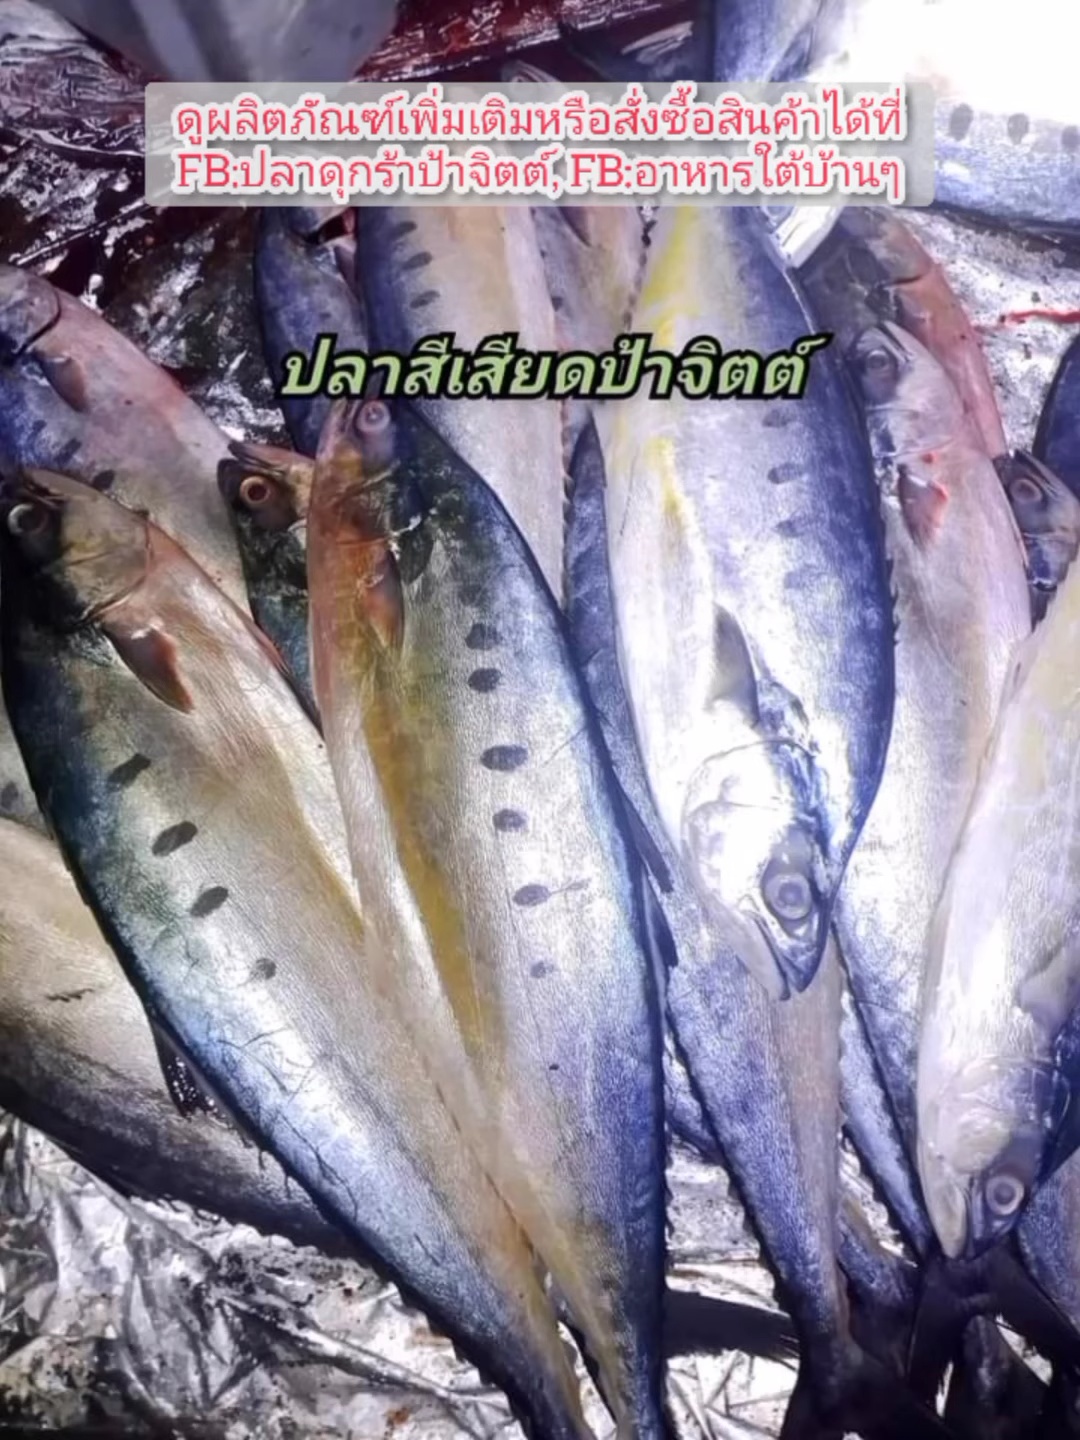 ดูผลิตภัณฑ์เพิ่มเติมหรือสั่งซื้อสินค้าได้ที่
FB:ปลาดุกร้าป้าจิตต์, FB:อาหารใต้บ้านๆ
ปลาสีเสียดป้าจิตต์